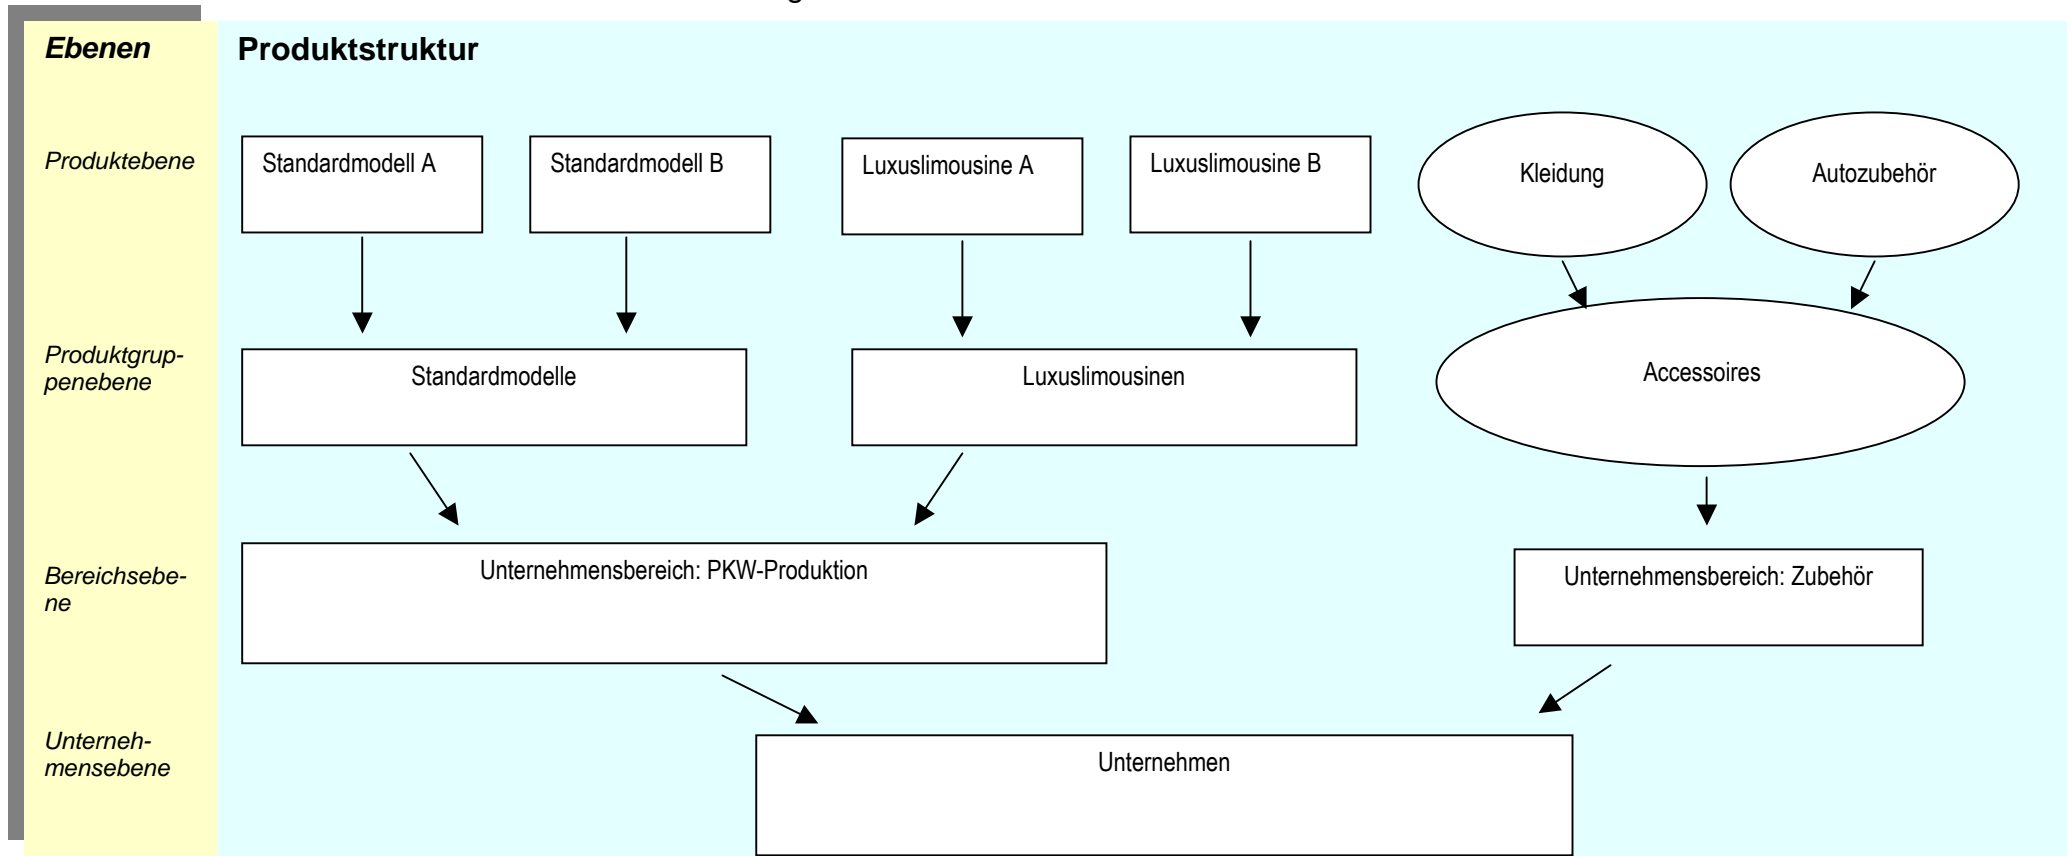 Ebenen
Produktstruktur
Produktebene
Standardmodell A
Standardmodell B
Luxuslimousine A
Luxuslimousine B
Kleidung
Autozubehör
Produktgrup-
penebene
Standardmodelle
Luxuslimousinen
Accessoires
Bereichsebe-
ne
Unternehmensbereich: PKW-Produktion
Unternehmensbereich: Zubehör
Unterneh-
mensebene
Unternehmen